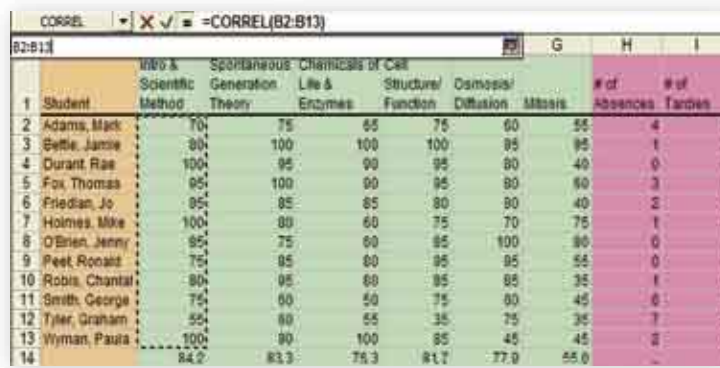 CORREL =CORREL(B2:B13)
B2:B13
G H I
Intro & Spontaneous Chemicals of Cell
Scientific Generation Life & Structure/ Osmosis/ # of # of
1 Student Method Theory Enzymes Function Diffusion Mitosis Absences Tardies
2 Adams, Mark 70 75 65 75 60 55 4
3 Bettle, Jamie 80 100 100 100 95 95 1
4 Durant, Rae 100 95 90 95 80 40 0
5 Fox, Thomas 95 100 90 95 80 60 3
6 Friedlan, Jo 95 85 85 80 90 40 2
7 Holmes, Mike 100 80 60 75 70 75 1
8 O'Brien, Jenny 85 75 60 85 100 90 0
9 Peet, Ronald 75 85 80 95 95 55 0
10 Robis, Chantal 80 95 80 85 85 35 1
11 Smith, George 75 60 50 75 80 45
12 Tyler, Graham 55 60 55 35 75 35 7
13 Wyman, Paula 100 90 100 85 45 45 2
14 84.2 83.3 76.3 81.7 77.9 55.8